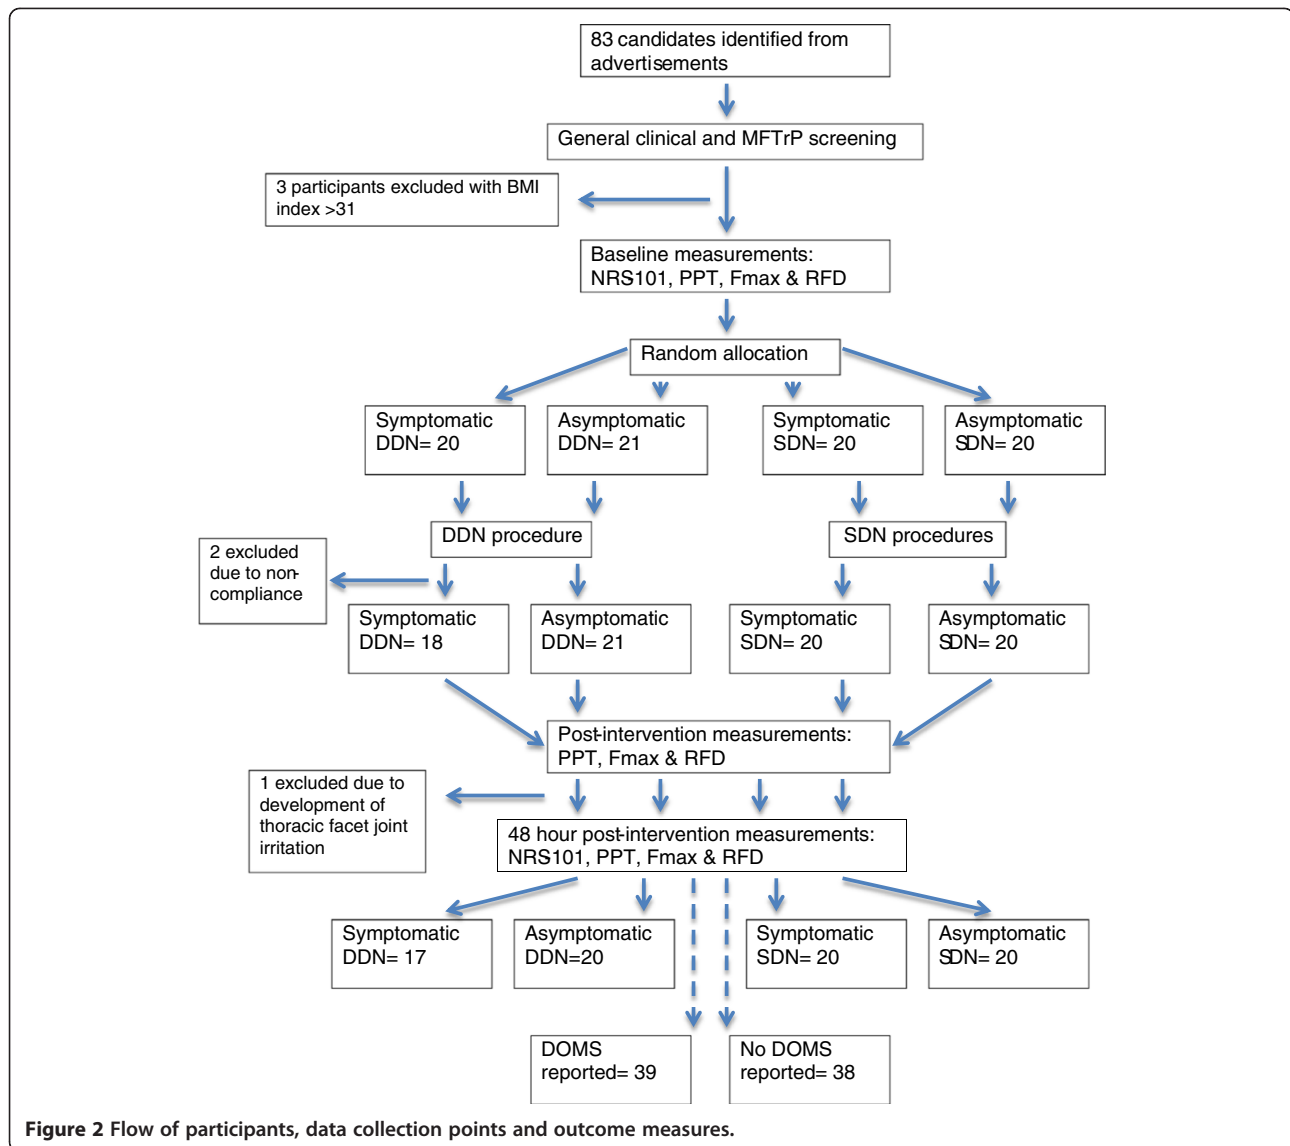 83 candidates identified from
advertisements
General clinical and MFTrP screening
3 participants excluded with BMI
index >31
Baseline measurements:
NRS101, PPT, Fmax & RFD
Random allocation
Symptomatic
DDN= 20
Asymptomatic
DDN= 21
Symptomatic
SDN= 20
Asymptomatic
SDN= 20
DDN procedure
SDN procedures
2 excluded
due to non-
compliance
Symptomatic
DDN= 18
Asymptomatic
DDN= 21
Symptomatic
SDN= 20
Asymptomatic
SDN= 20
Post-intervention measurements:
PPT, Fmax & RFD
1 excluded due to
development of
thoracic facet joint
irritation
48 hour post-intervention measurements:
NRS101, PPT, Fmax & RFD
Symptomatic
DDN= 17
Asymptomatic
DDN=20
Symptomatic
SDN= 20
Asymptomatic
SDN= 20
DOMS
reported= 39
No DOMS
reported= 38
Figure 2 Flow of participants, data collection points and outcome measures.